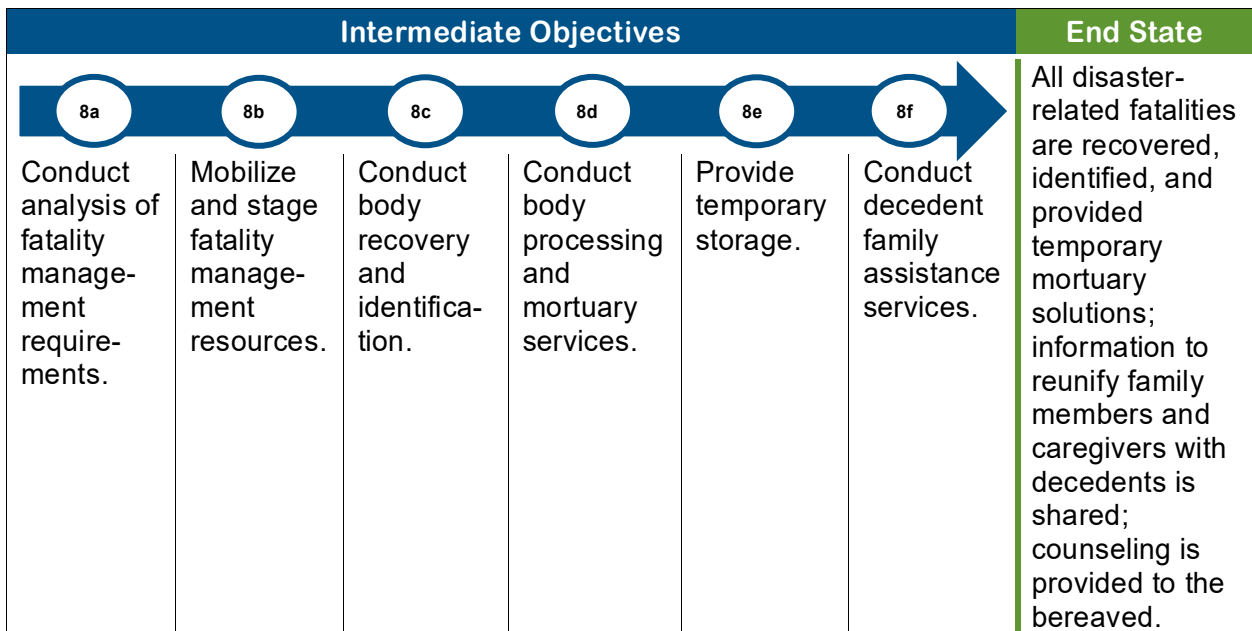 Intermediate Objectives
End State
8a
8b
8c
8d
8e
8f
Conduct
analysis of
fatality
manage-
ment
require-
ments.
Mobilize
and stage
fatality
manage-
ment
resources.
Conduct
body
recovery
and
identifica-
tion.
Conduct
body
processing
and
mortuary
services.
Provide
temporary
storage.
Conduct
decedent
family
assistance
services.
All disaster-
related fatalities
are recovered,
identified, and
provided
temporary
mortuary
solutions;
information to
reunify family
members and
caregivers with
decedents is
shared;
counseling is
provided to the
bereaved.